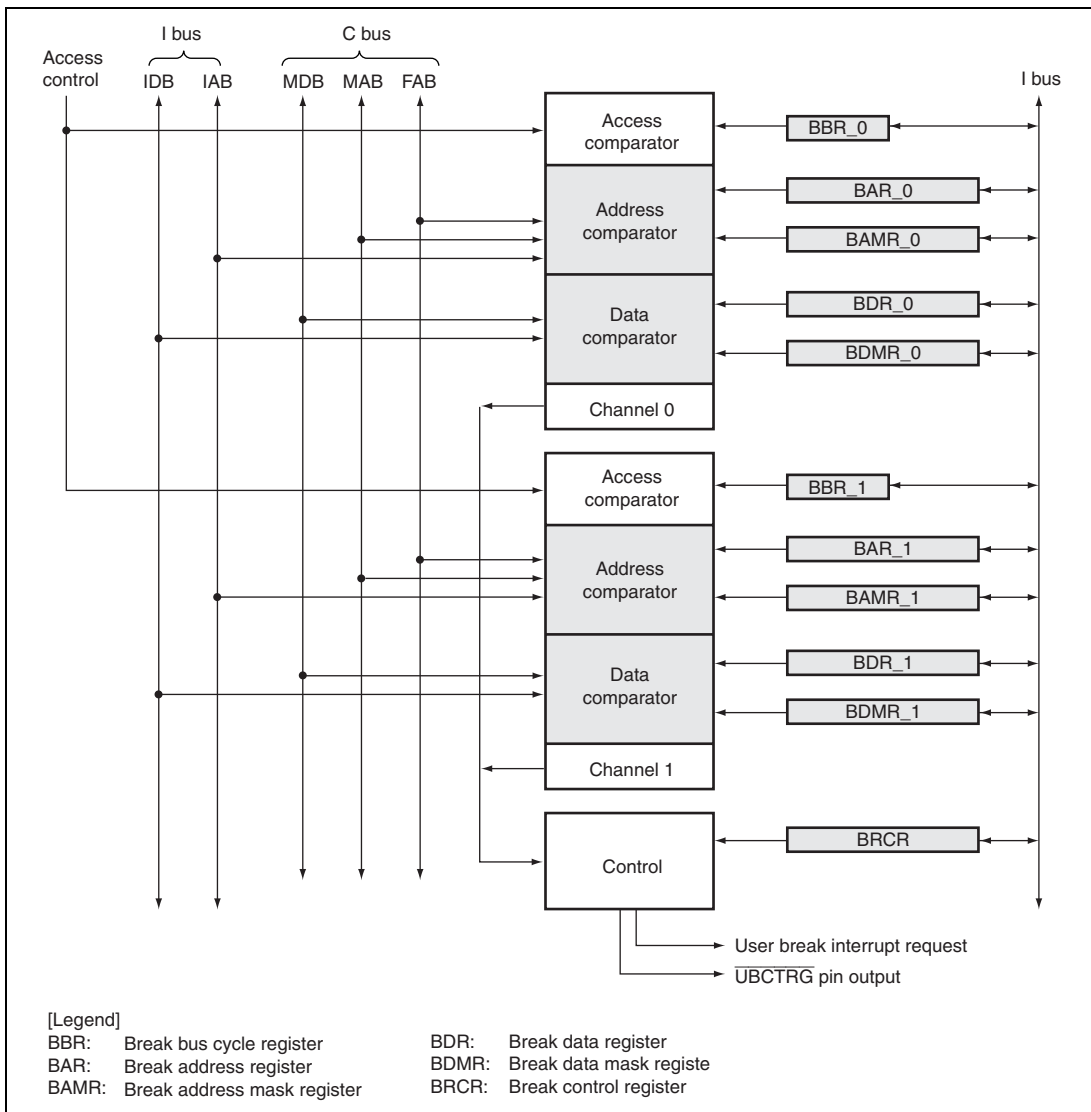 I bus
C bus
Access
control
IDB
IAB
MDB
MAB
FAB
I bus
Access
comparator
BBR_0
Address
comparator
BAR_0
BAMR_0
Data
comparator
BDR_0
BDMR_0
Channel 0
Access
comparator
BBR_1
Address
comparator
BAR_1
BAMR_1
Data
comparator
BDR_1
BDMR_1
Channel 1
Control
BRCR
User break interrupt request
UBCTRG pin output
[Legend]
BBR: Break bus cycle register
BAR: Break address register
BAMR: Break address mask register
BDR: Break data register
BDMR: Break data mask registe
BRCR: Break control register